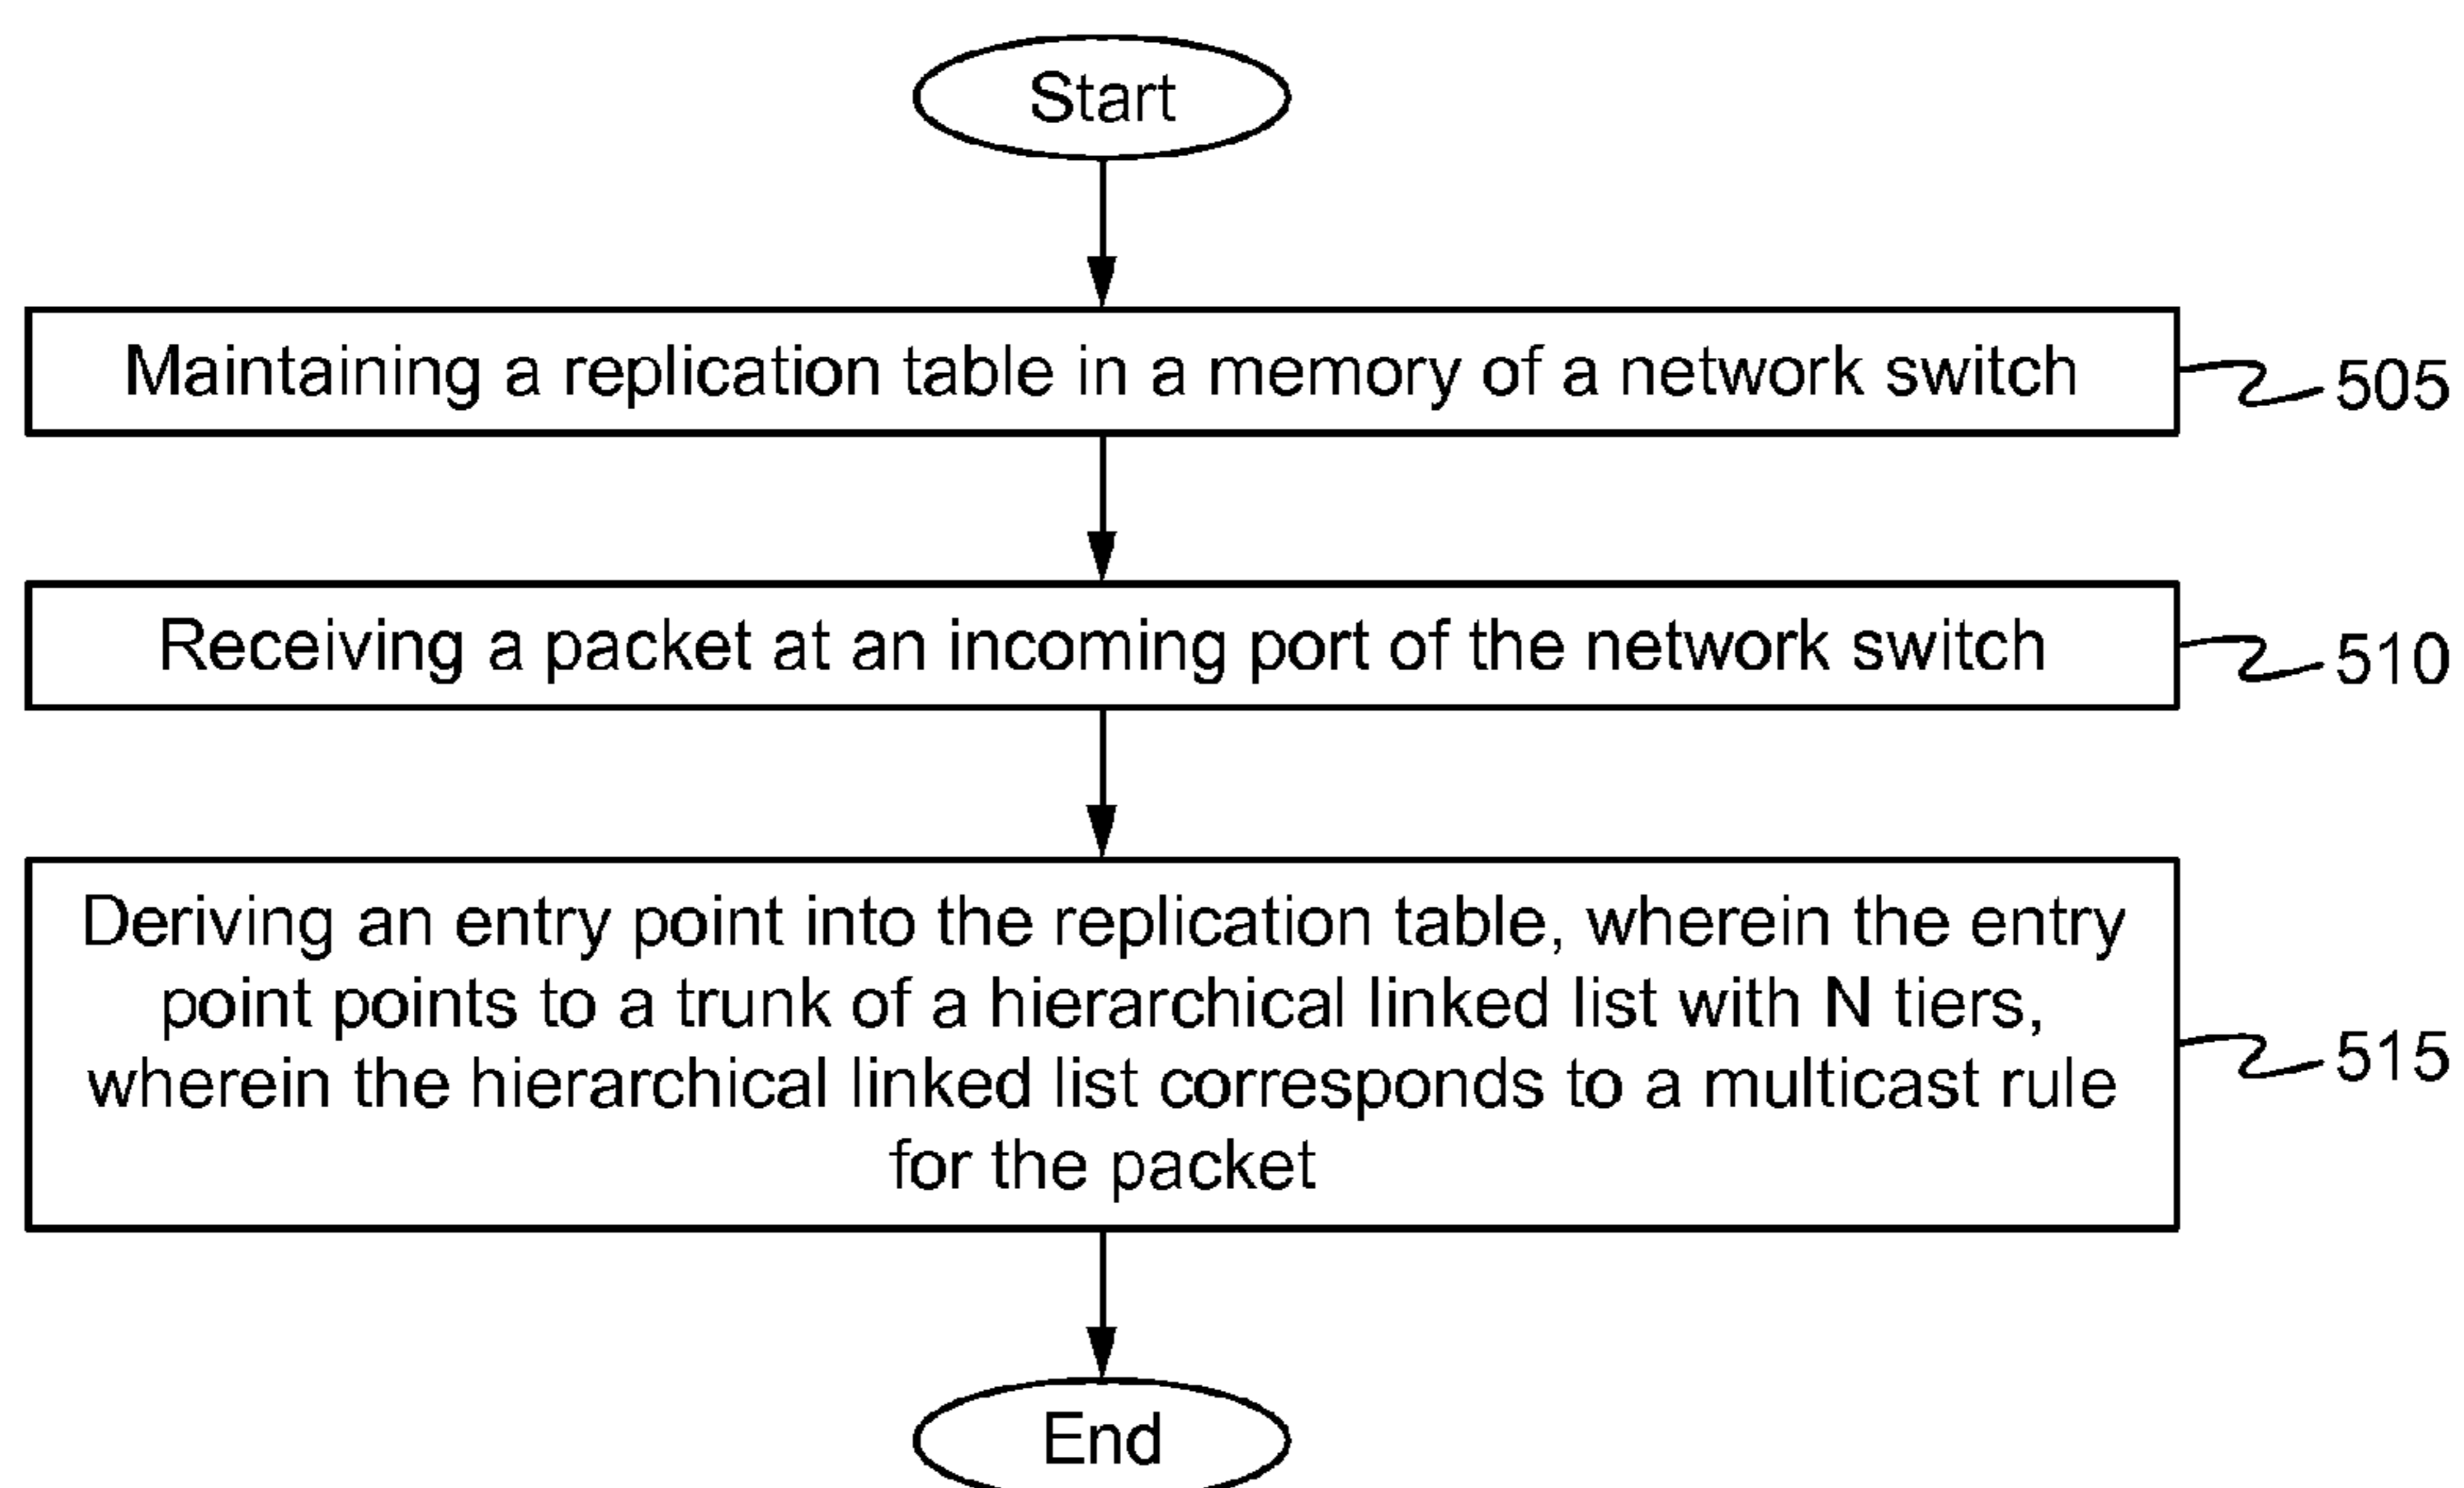 Start
Maintaining a replication table in a memory of a network switch
505
Receiving a packet at an incoming port of the network switch
510
Deriving an entry point into the replication table, wherein the entry
point points to a trunk of a hierarchical linked list with N tiers,
wherein the hierarchical linked list corresponds to a multicast rule
for the packet
515
End